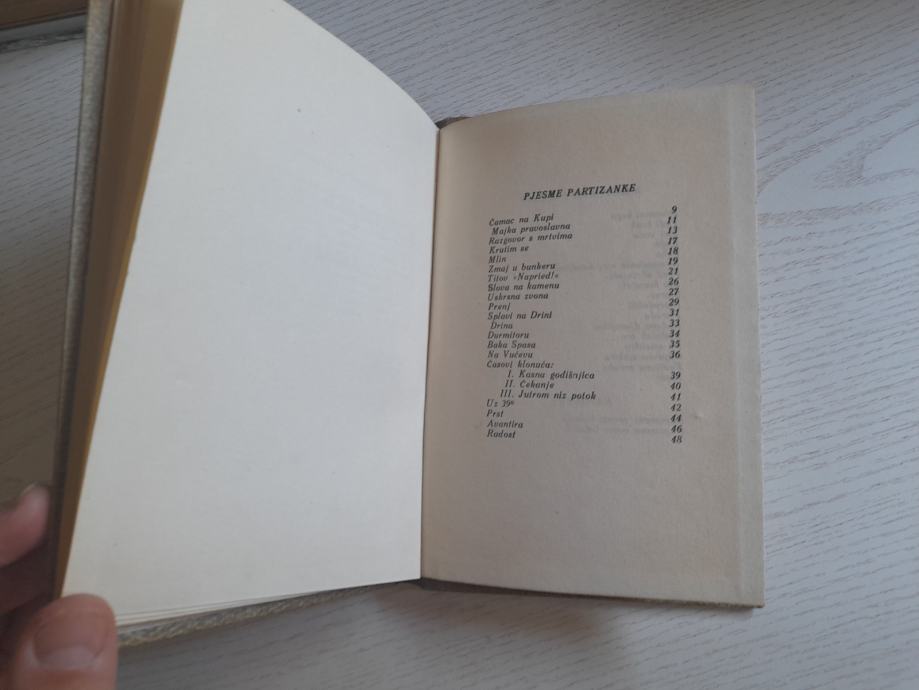 PJESME PARTIZANKE
Čamac na Kupi 9
Majka pravoslavna 11
Razgovor s mrtvima 13
Krutim se 17
Mlin 18
Zmaj u bunkeru 19
Titov »Napried!« 21
Slova na kamenu 26
Uskrsna zvona 27
Prenj 29
Splavi na Drini 31
Drina 33
Durmitoru 34
Baka Spasa 35
Na Vučevu 36
Časovi klonuća:
I. Kasna godišnjica 39
II. Čekanje 40
III. Jutrom niz potok 41
Uz 39° 42
Prst 44
Avantira 46
Radost 48